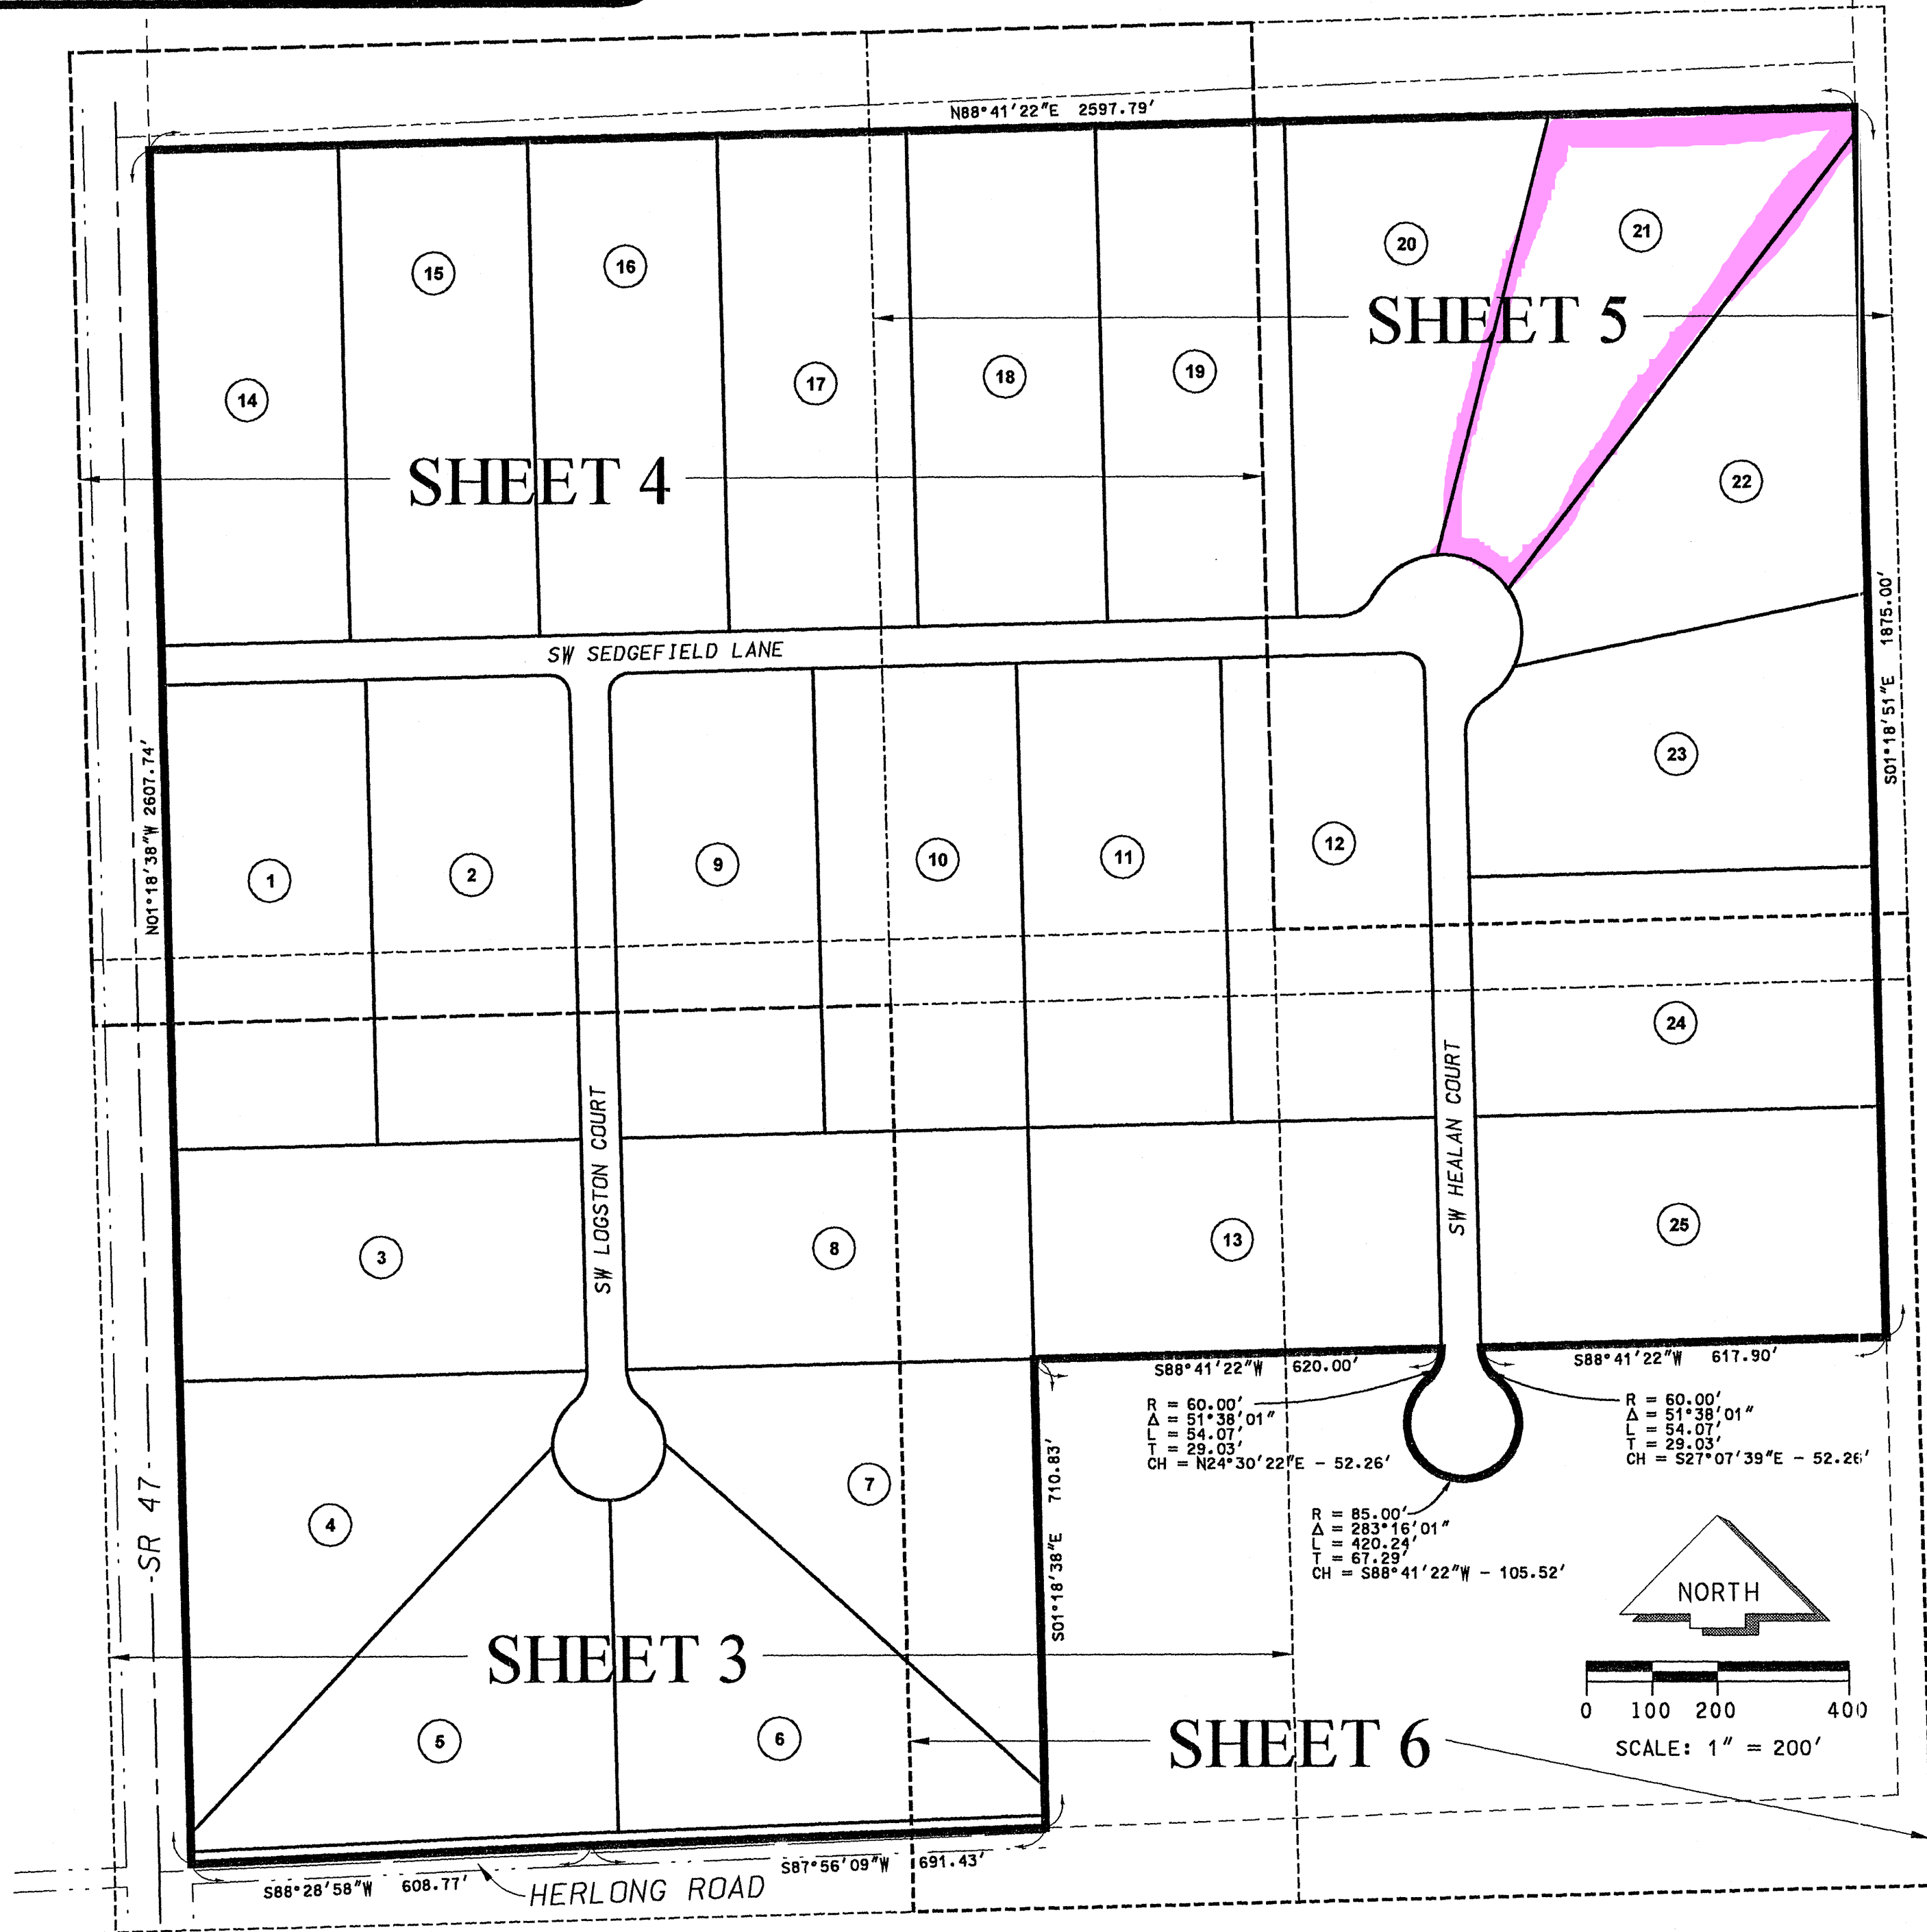 N88°41'22"E 2597.79'
20
21
15
16
SHEET 5
14
17
18
19
SHEET 4
22
SW SEDGEFIELD LANE
S01°18'51"E 1875.00'
N01°18'38"W 2607.74'
23
1
2
9
10
11
12
24
SW LOGSTON COURT
SW HEALAN COURT
3
8
13
25
S88°41'22"W 620.00'
S88°41'22"W 617.90'
R = 60.00'
Δ = 51°38'01"
L = 54.07'
T = 29.03'
CH = N24°30'22"E - 52.26'
R = 60.00'
Δ = 51°38'01"
L = 54.07'
T = 29.03'
CH = S27°07'39"E - 52.26'
S01°18'38"E 710.83'
7
4
SR 47
R = 85.00'
Δ = 283°16'01"
L = 420.24'
T = 67.29'
CH = S88°41'22"W - 105.52'
NORTH
SHEET 3
5
6
SHEET 6
0 100 200 400
SCALE: 1" = 200'
S88°28'58"W 608.77'
S87°56'09"W 691.43'
HERLONG ROAD